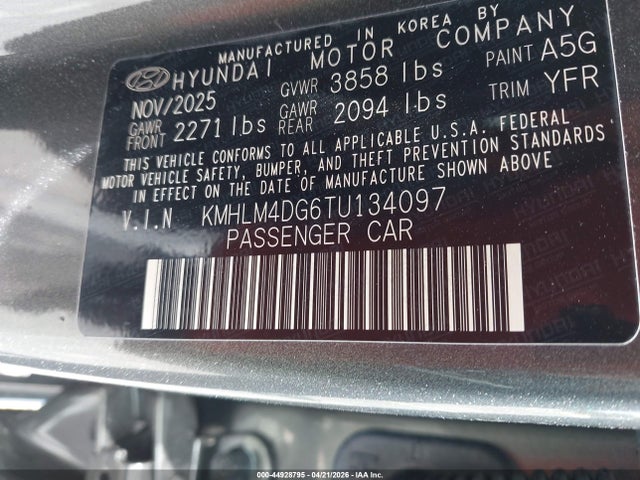 MANUFACTURED IN KOREA BY
HYUNDAI MOTOR COMPANY
NOV/2025 GVWR 3858 lbs PAINT A5G
GAWR FRONT 2271 lbs GAWR REAR 2094 lbs TRIM YFR
THIS VEHICLE CONFORMS TO ALL APPLICABLE U.S.A. FEDERAL
MOTOR VEHICLE SAFETY, BUMPER, AND THEFT PREVENTION STANDARDS
IN EFFECT ON THE DATE OF MANUFACTURE SHOWN ABOVE
V.I.N KMHLM4DG6TU134097
PASSENGER CAR
000-44928795 - 04/21/2026 - IAA Inc.